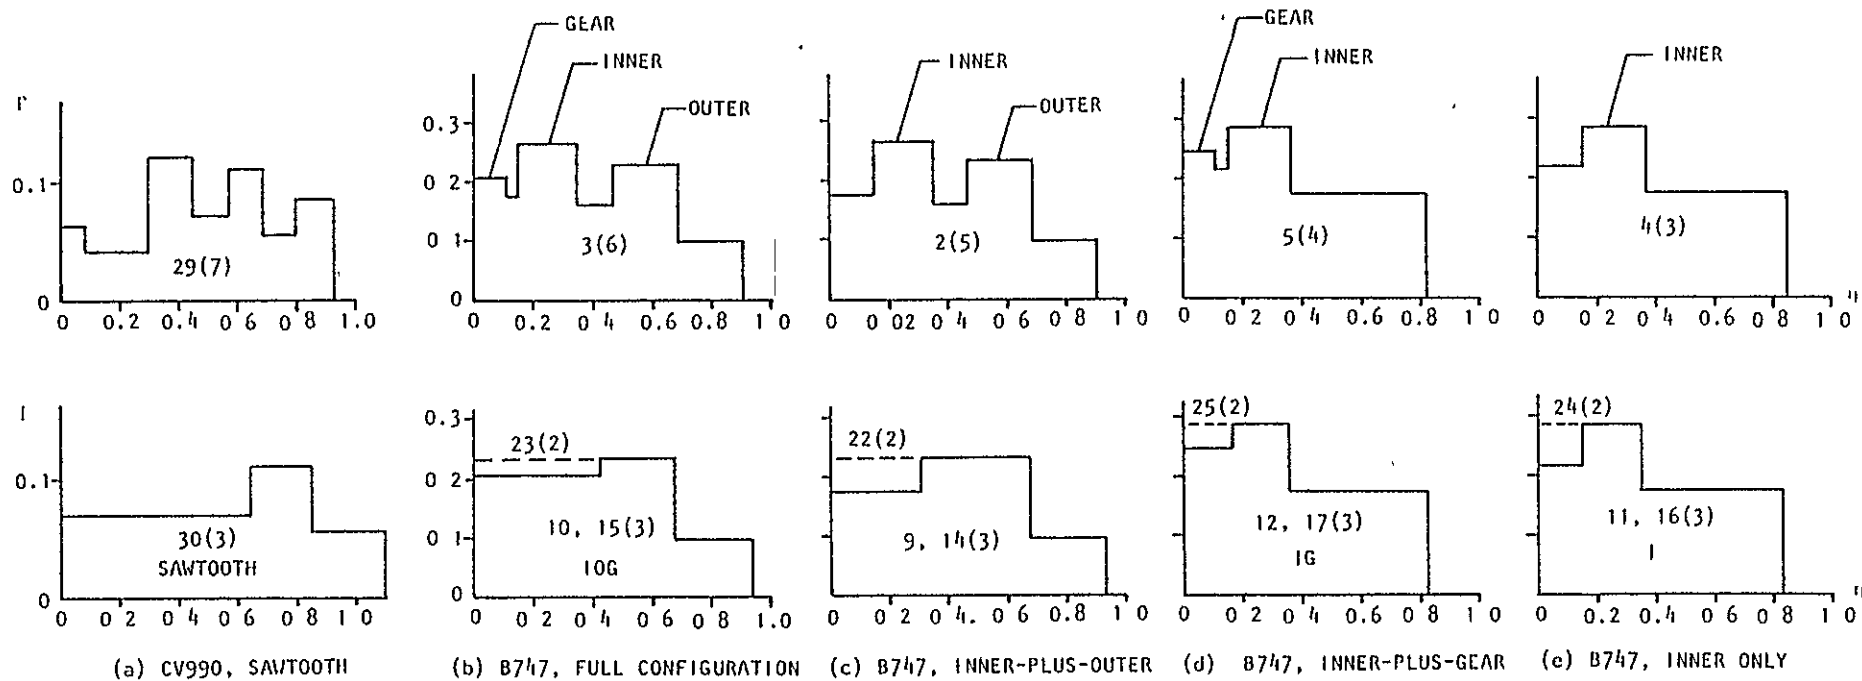 GEAR
INNER
OUTER
Γ
0.3
0 2
0 1
0
0.1
0
29(7)
3(6)
0 0.2 0 4 0.6 0 8 1.0
0 0 2 0 4 0.6 0 8 1 0
INNER
OUTER
2(5)
0 0 02 0 4 0.6 0 8 1 0
GEAR
INNER
5(4)
0 0 2 0 4 0.6 0.8 1 0
INNER
4(3)
0 0 2 0 4 0.6 0 8 1 0
0.1
0
30(3)
SAWTOOTH
0 0.2 0 4 0.6 0 8 1.0
0.3
0 2
0 1
0
23(2)
10, 15(3)
IOG
0 0 2 0 4 0.6 0 8 1.0
22(2)
9, 14(3)
0 0 2 0 4. 0.6 0 8 1 0
25(2)
12, 17(3)
IG
0 0.2 0 4 0.6 0 8 1 0
24(2)
11, 16(3)
I
0 0.2 0.4 0.6 0 8 1 0
(a) CV990, SAWTOOTH
(b) B747, FULL CONFIGURATION
(c) B747, INNER-PLUS-OUTER
(d) B747, INNER-PLUS-GEAR
(e) B747, INNER ONLY